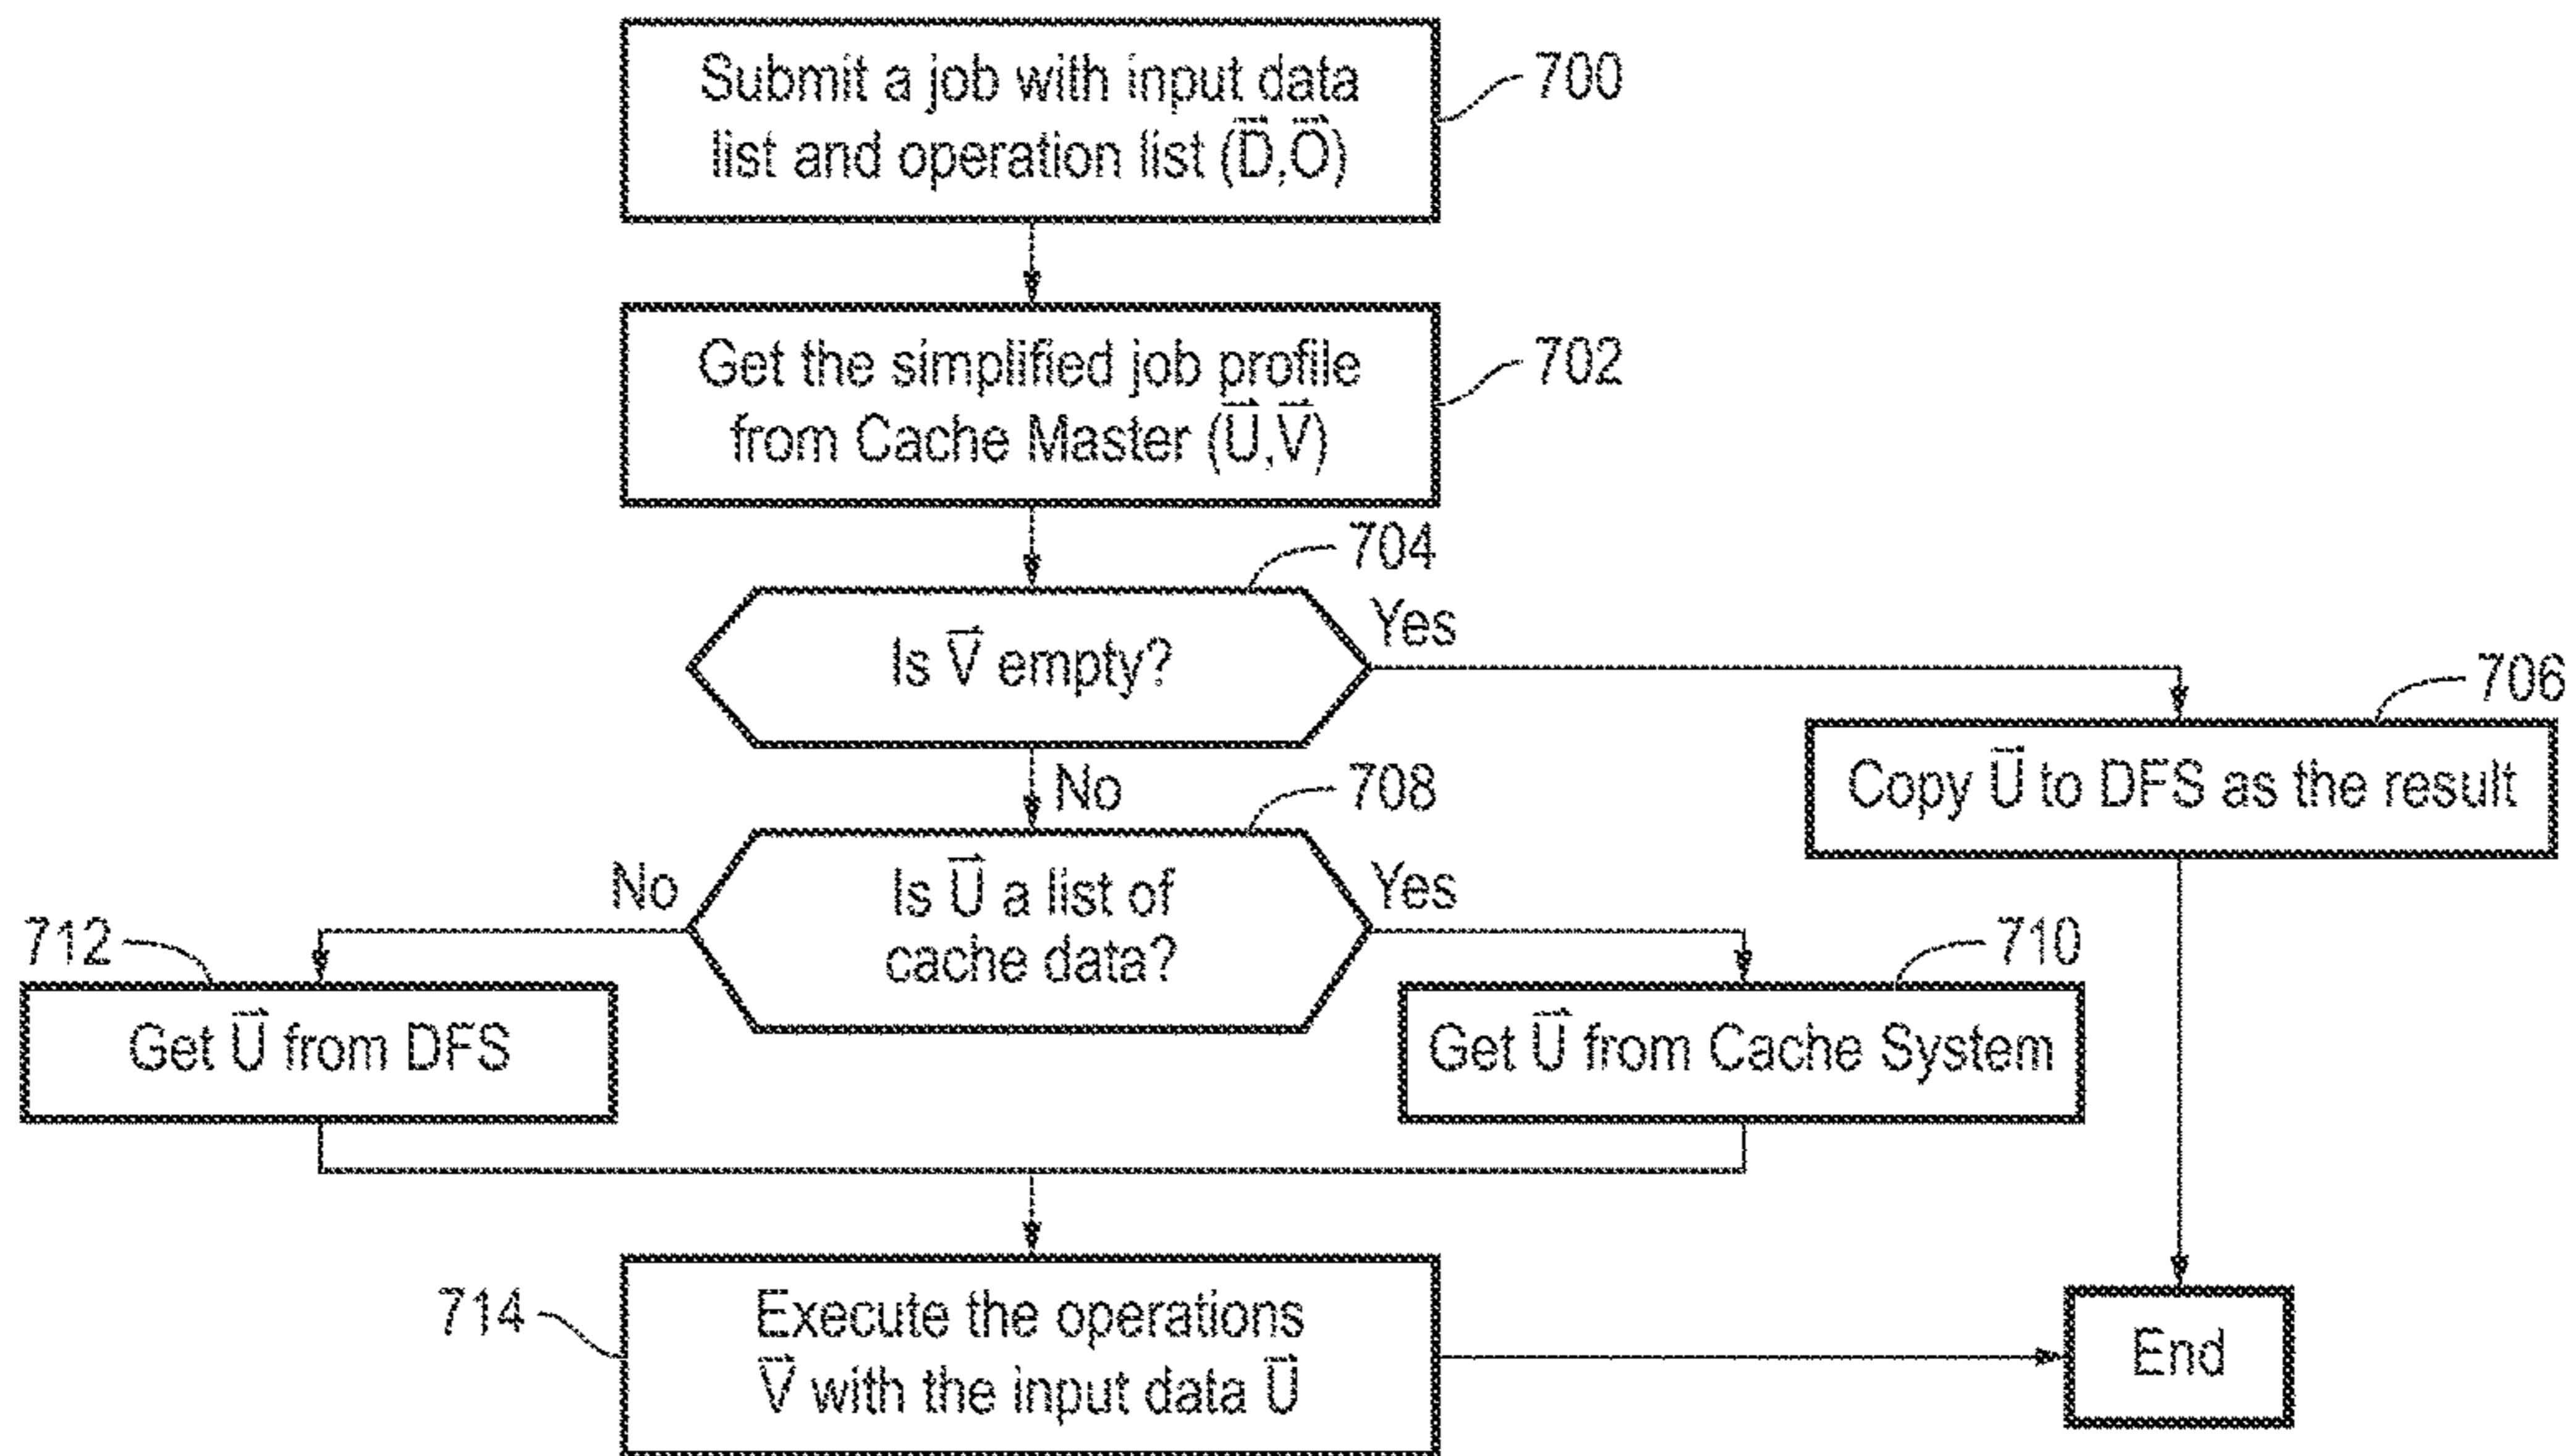 Submit a job with input data
list and operation list (D⃗,O⃗)
700
Get the simplified job profile
from Cache Master (U⃗,V⃗)
702
704
Is V⃗ empty?
Yes
706
Copy U⃗ to DFS as the result
No
708
Is U⃗ a list of
cache data?
No
Yes
712
710
Get U⃗ from DFS
Get U⃗ from Cache System
714
Execute the operations
V⃗ with the input data U⃗
End